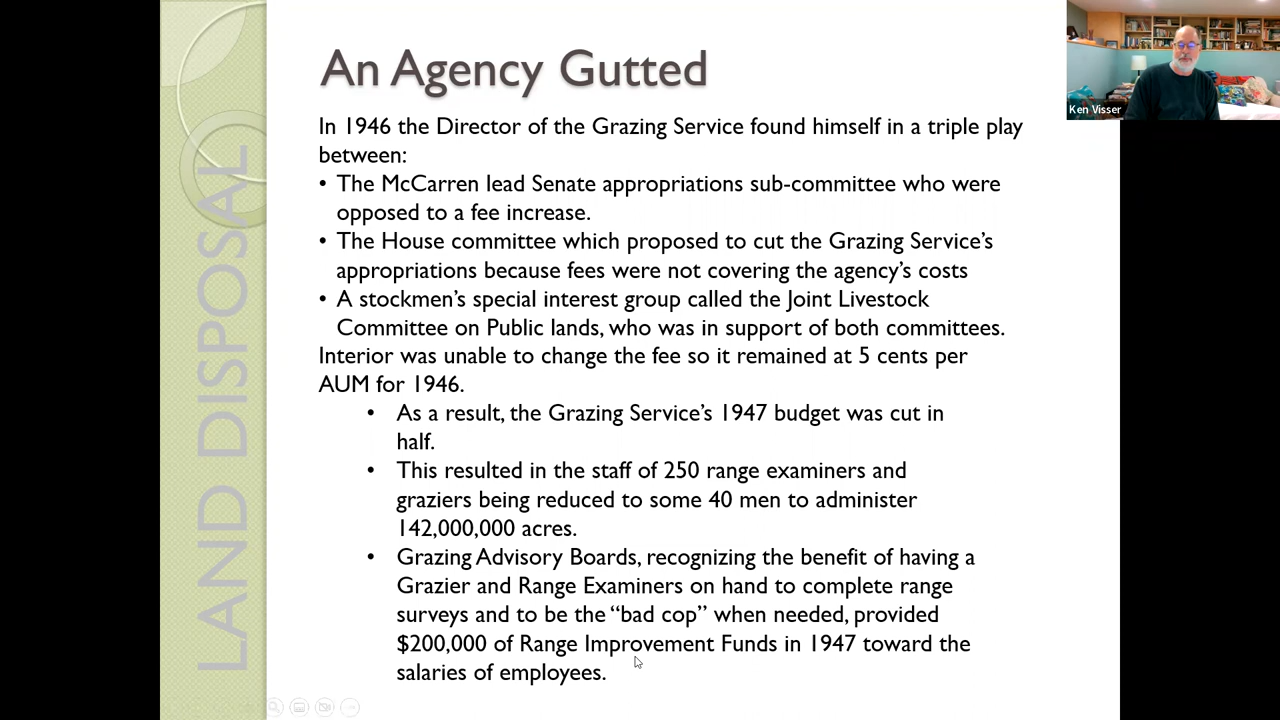 An Agency Gutted
In 1946 the Director of the Grazing Service found himself in a triple play
between:
• The McCarren lead Senate appropriations sub-committee who were
opposed to a fee increase.
• The House committee which proposed to cut the Grazing Service’s
appropriations because fees were not covering the agency’s costs
• A stockmen’s special interest group called the Joint Livestock
Committee on Public lands, who was in support of both committees.
Interior was unable to change the fee so it remained at 5 cents per
AUM for 1946.
• As a result, the Grazing Service’s 1947 budget was cut in
half.
• This resulted in the staff of 250 range examiners and
graziers being reduced to some 40 men to administer
142,000,000 acres.
• Grazing Advisory Boards, recognizing the benefit of having a
Grazier and Range Examiners on hand to complete range
surveys and to be the “bad cop” when needed, provided
$200,000 of Range Improvement Funds in 1947 toward the
salaries of employees.
LAND DISPOSAL
Ken Visser